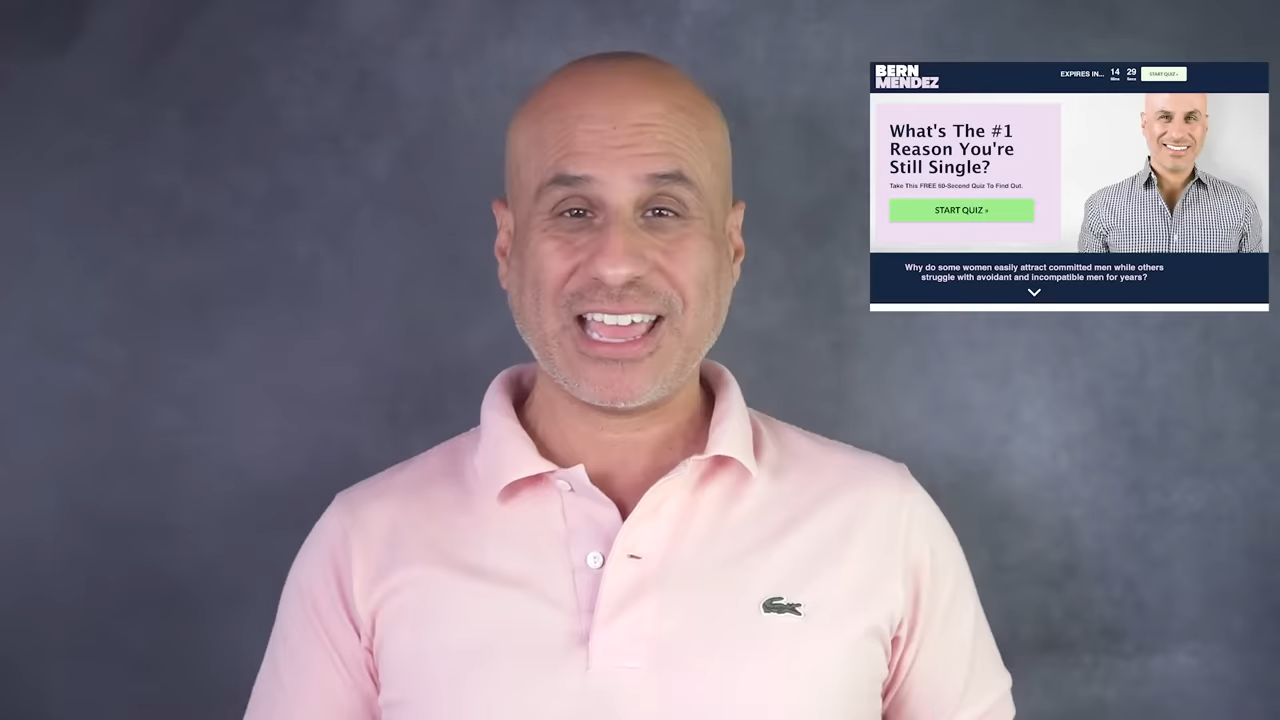 BERN
MENDEZ
EXPIRES IN...
14
29
START QUIZ »
Mins
Secs
What's The #1
Reason You're
Still Single?
Take This FREE 60-Second Quiz To Find Out.
START QUIZ »
Why do some women easily attract committed men while others
struggle with avoidant and incompatible men for years?